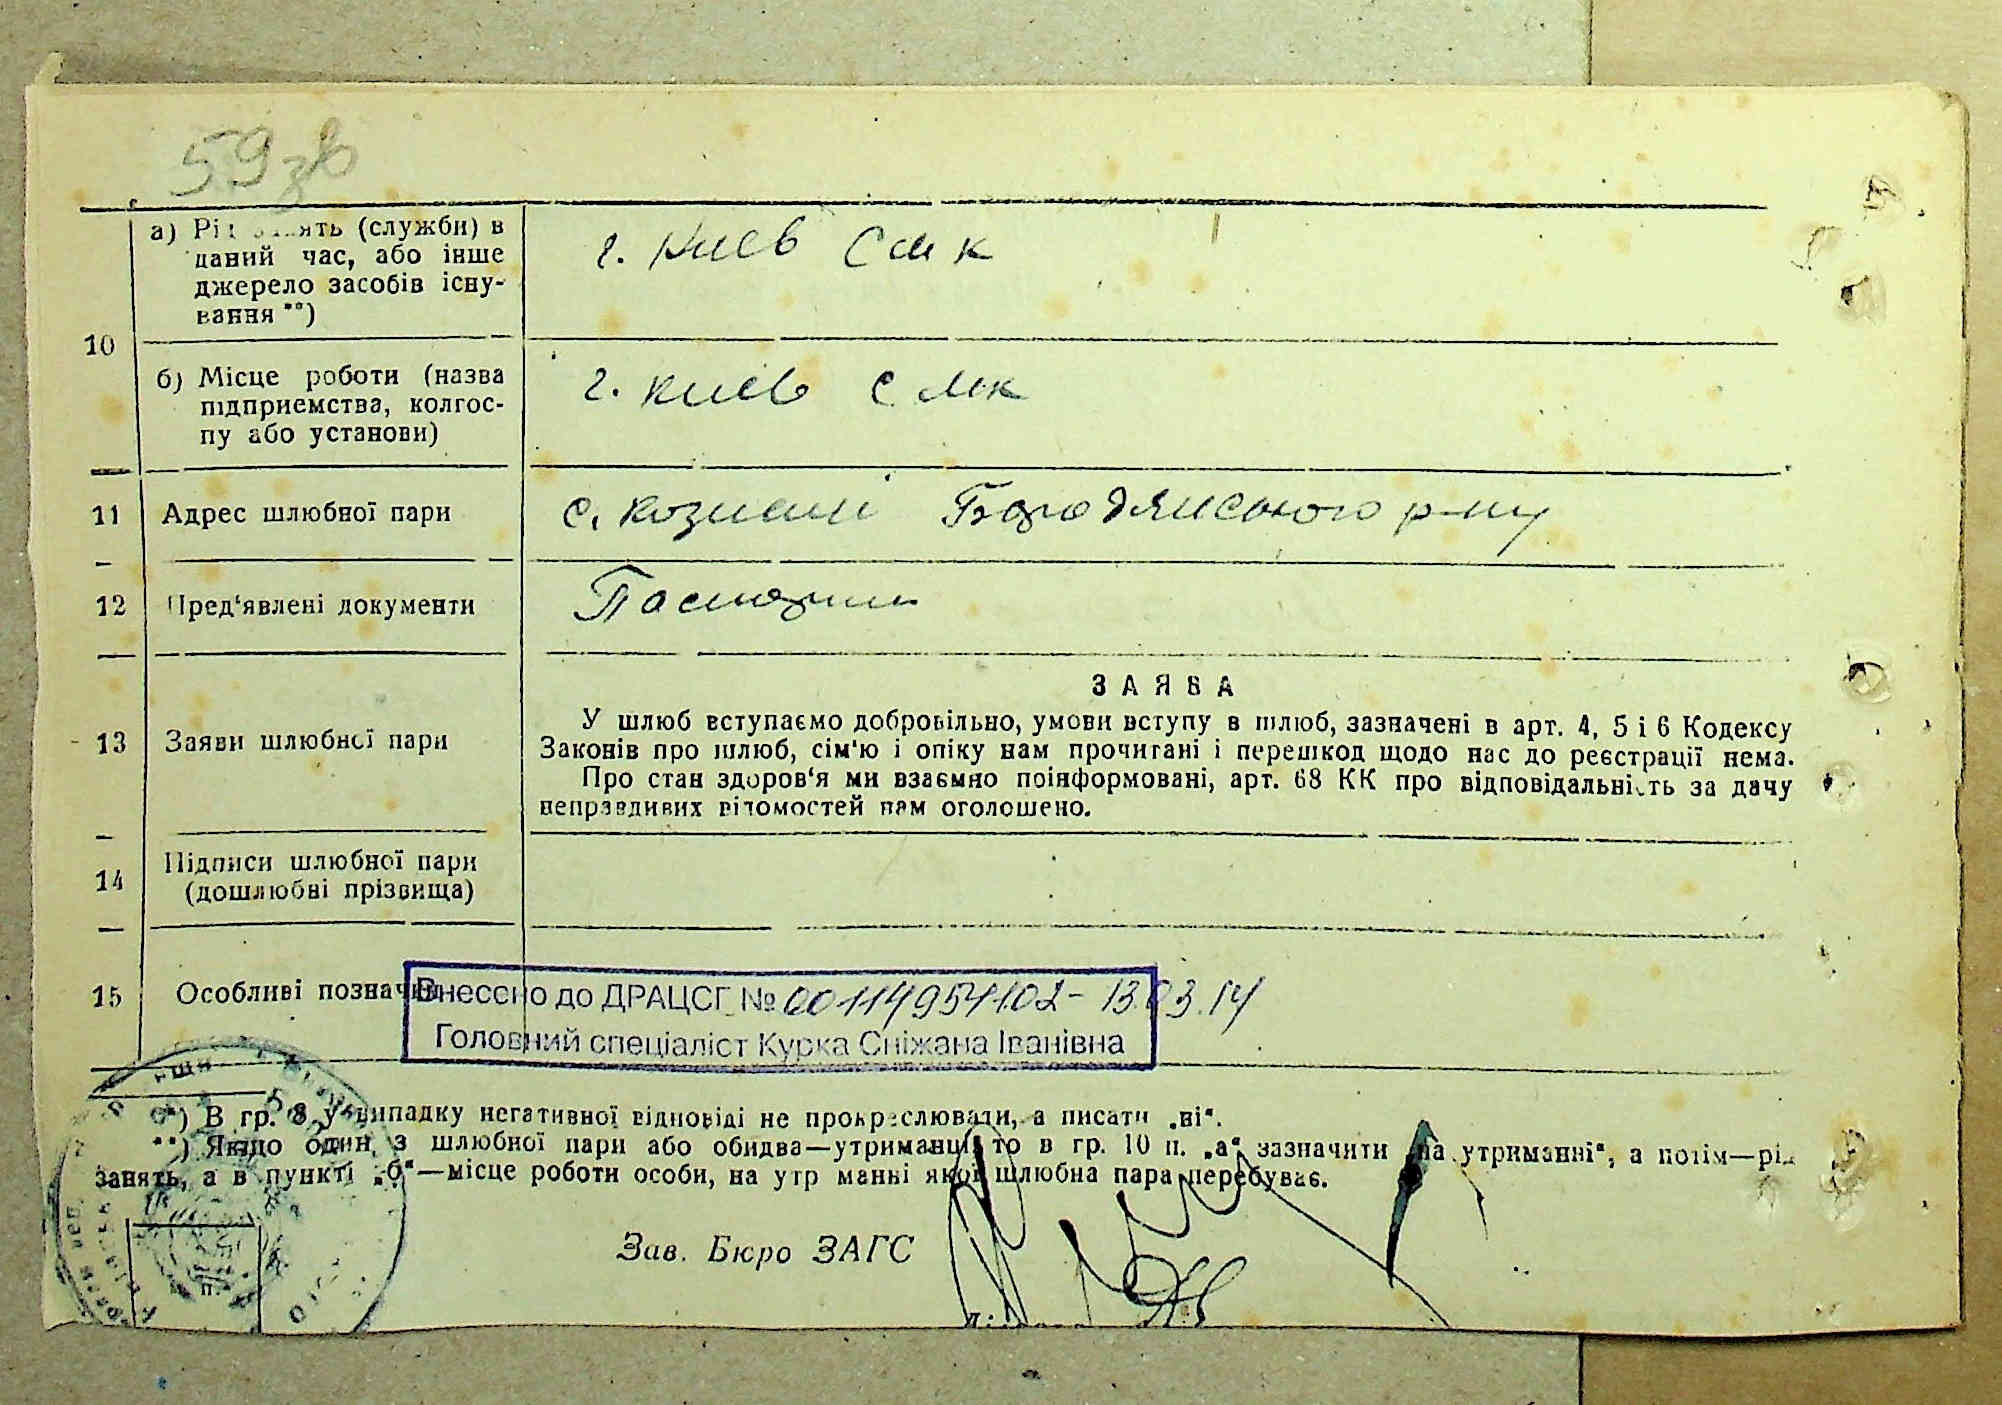 59 зв
а) Рід занять (служби) в
даний час, або інше
джерело засобів існу-
вання **)
г. Киев смк
10
б) Місце роботи (назва
підприємства, колгос-
пу або установи)
г. Киев смк
11 Адрес шлюбної пари
с. Козинці Бородянського р-ну
12 Пред‘явлені документи
Паспорти
13 Заяви шлюбної пари
ЗАЯВА
У шлюб вступаємо добровільно, умови вступу в шлюб, зазначені в арт. 4, 5 і 6 Кодексу
Законів про шлюб, сім'ю і опіку нам прочитані і перешкод щодо нас до реєстрації нема.
Про стан здоров‘я ми взаємно поінформовані, арт. 68 КК про відповідальність за дачу
неправдивих відомостей нам оголошено.
14 Підписи шлюбної пари
(дошлюбні прізвища)
15 Особливі позначки
Внесено до ДРАЦСГ № 00114954102 - 13.03.14
Головний спеціаліст Курка Сніжана Іванівна
*) В гр. 8 у випадку негативної відповіді не прокреслювати, а писати „ні“.
**) Якщо один з шлюбної пари або обидва—утриманці, то в гр. 10 п. „а“ зазначити „на утриманні“, а потім—рід
занять, а в пункті „б“—місце роботи особи, на утриманні якої шлюбна пара перебуває.
Зав. Бюро ЗАГС